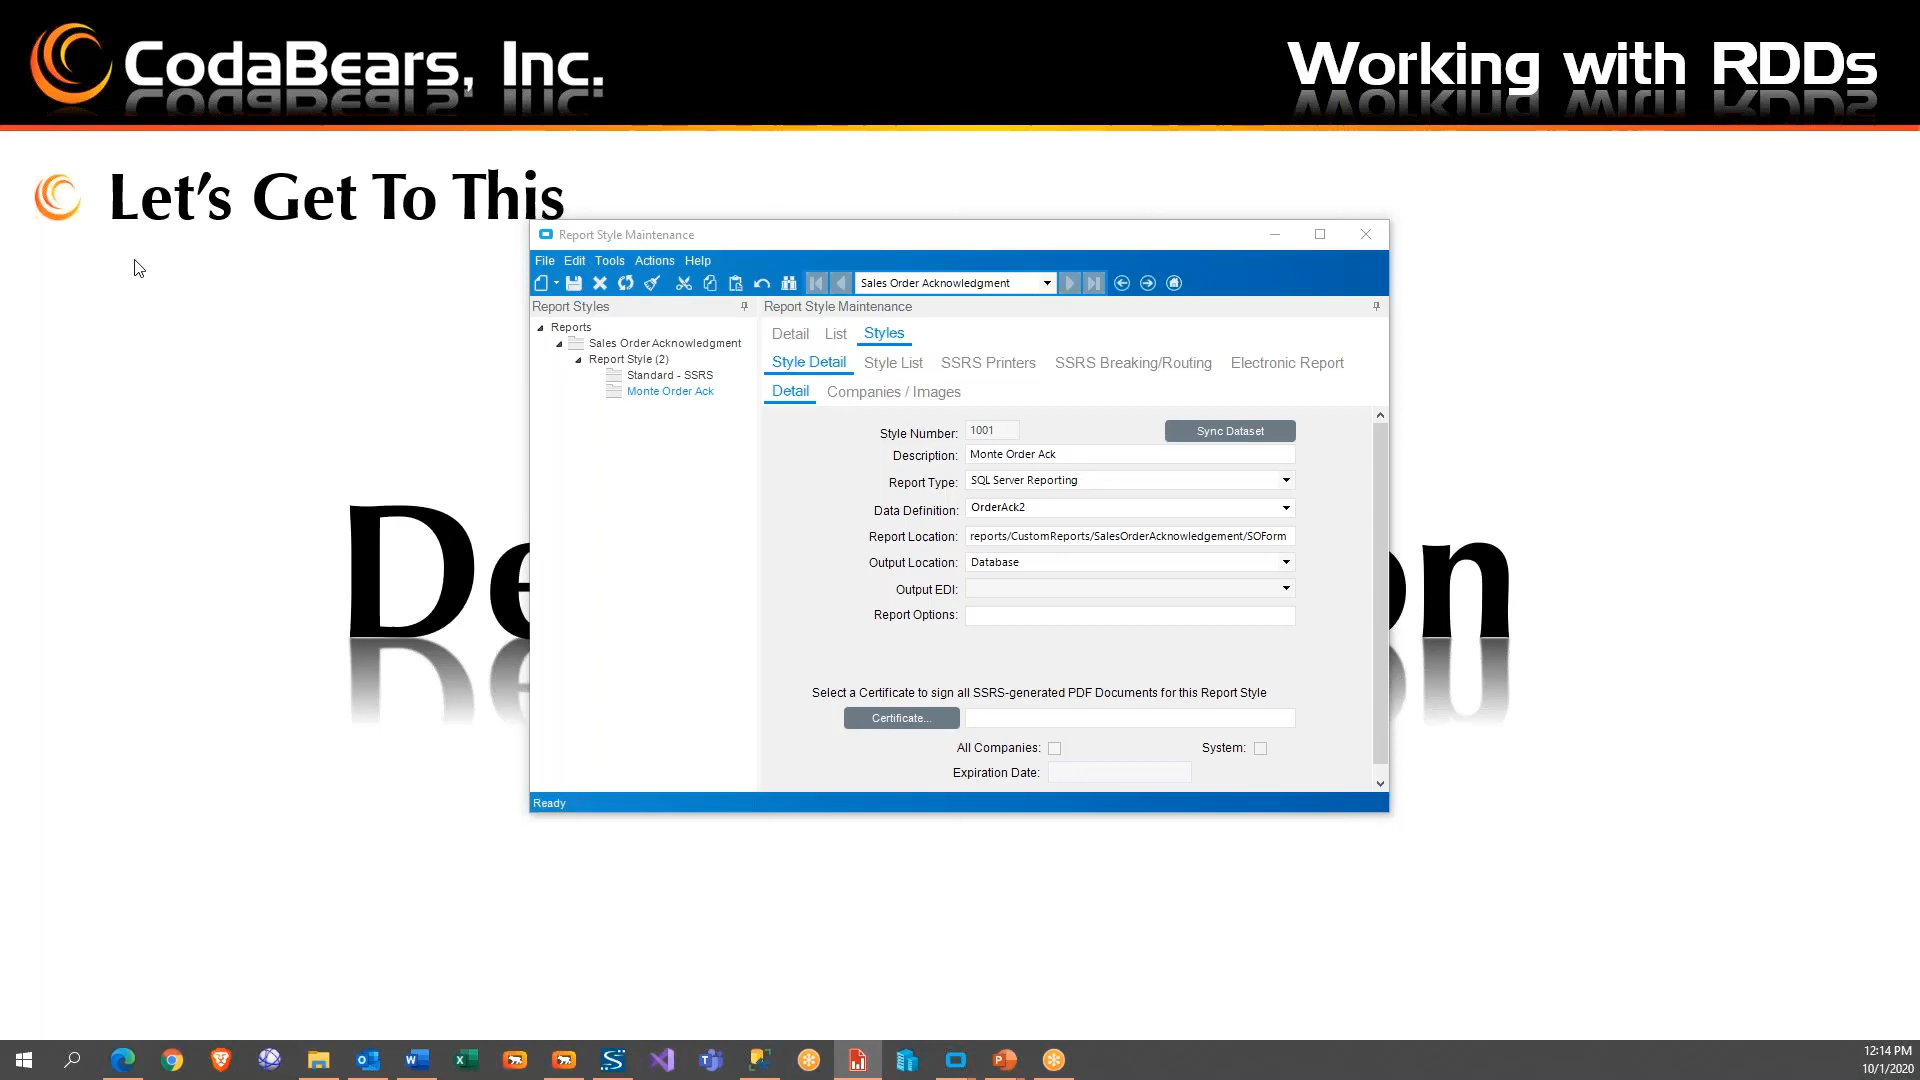 CodaBears, Inc.
Working with RDDs
Let's Get To This
Report Style Maintenance
File Edit Tools Actions Help
Sales Order Acknowledgment
Report Styles
Report Style Maintenance
Reports
Sales Order Acknowledgment
Report Style (2)
Standard - SSRS
Monte Order Ack
Detail List Styles
Style Detail Style List SSRS Printers SSRS Breaking/Routing Electronic Report
Detail Companies / Images
Style Number: 1001 Sync Dataset
Description: Monte Order Ack
Report Type: SQL Server Reporting
Data Definition: OrderAck2
Report Location: reports/CustomReports/SalesOrderAcknowledgement/SOForm
Output Location: Database
Output EDI:
Report Options:
Select a Certificate to sign all SSRS-generated PDF Documents for this Report Style
Certificate...
All Companies: System:
Expiration Date:
Ready
De on
12:14 PM
10/1/2020